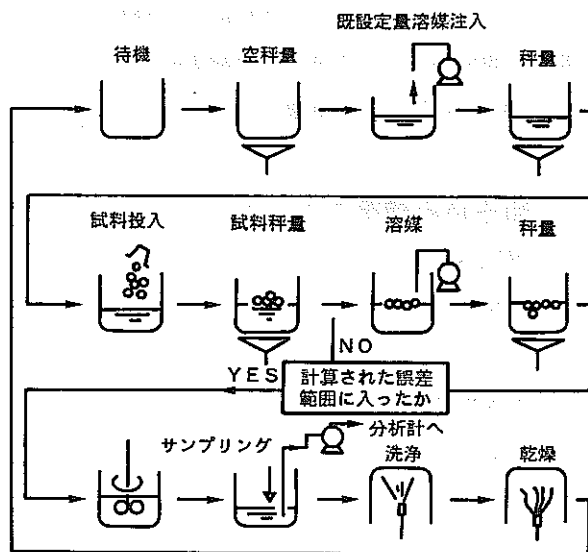 既設定量溶媒注入
待機
空秤量
秤量
試料投入
試料秤量
溶媒
秤量
NO
YES
計算された誤差
範囲に入ったか
サンプリング
分析計へ
洗浄
乾燥